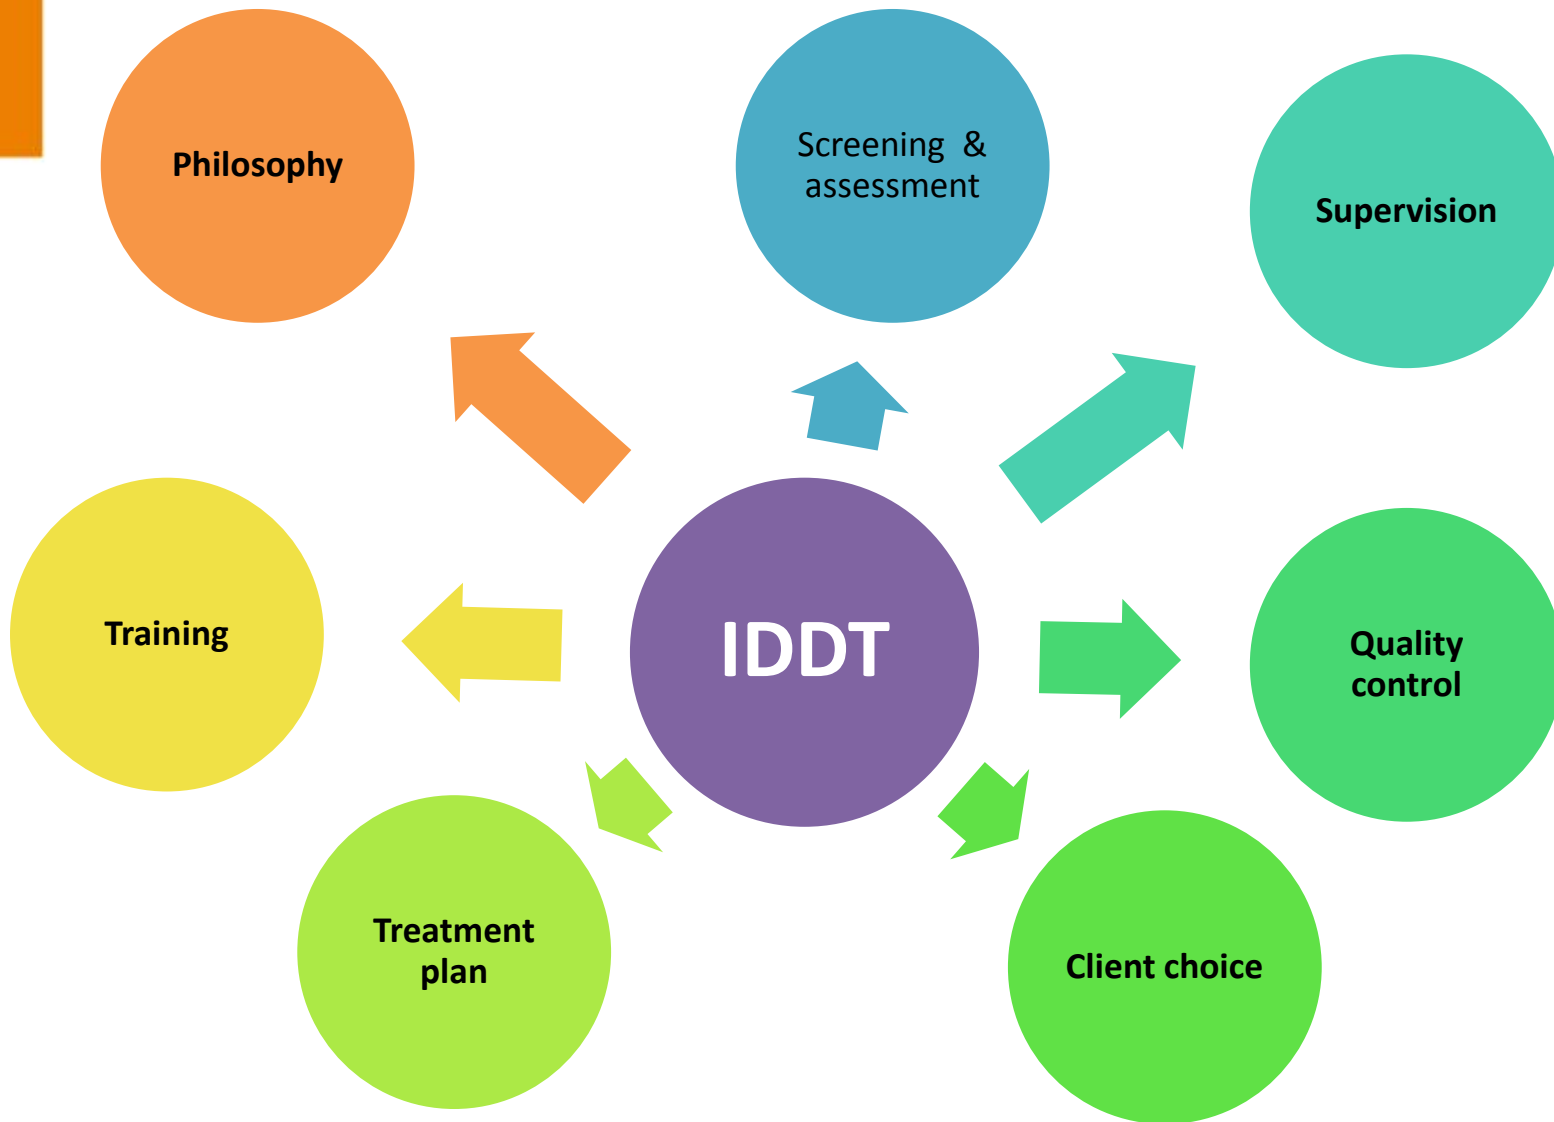 Philosophy
Screening & 
assessment
Supervision
Training
IDDT
Quality
control
Treatment
plan
Client choice